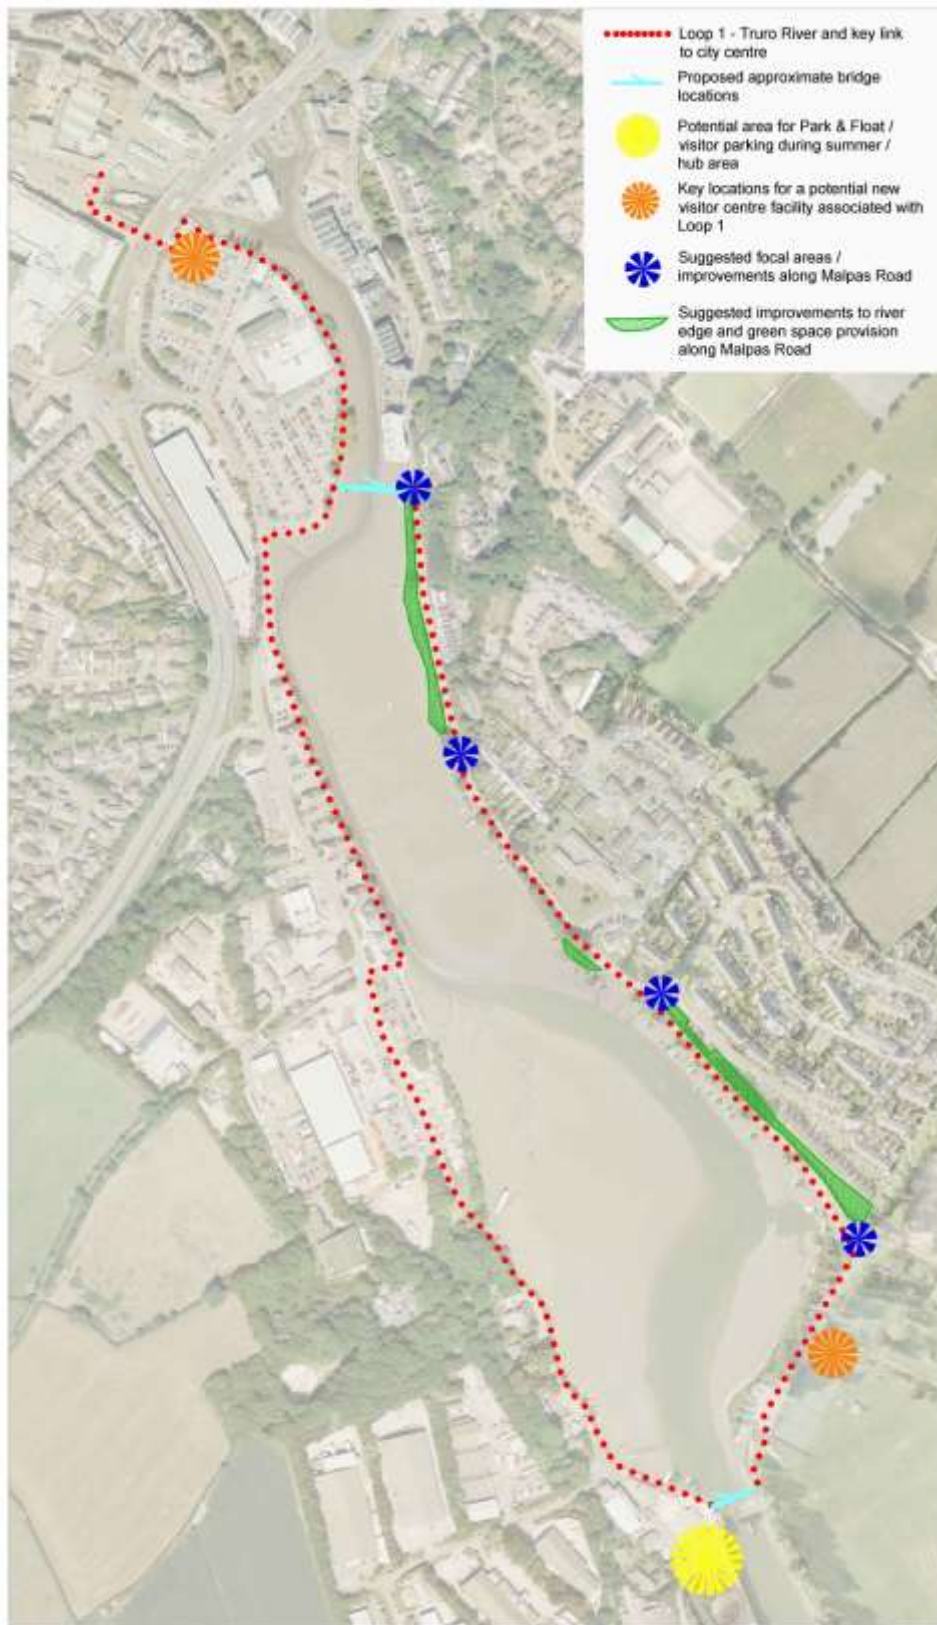 Loop 1 - Truro River and key link
to city centre
Proposed approximate bridge
locations
Potential area for Park & Float /
visitor parking during summer /
hub area
Key locations for a potential new
visitor centre facility associated with
Loop 1
Suggested focal areas /
improvements along Malpas Road
Suggested improvements to river
edge and green space provision
along Malpas Road